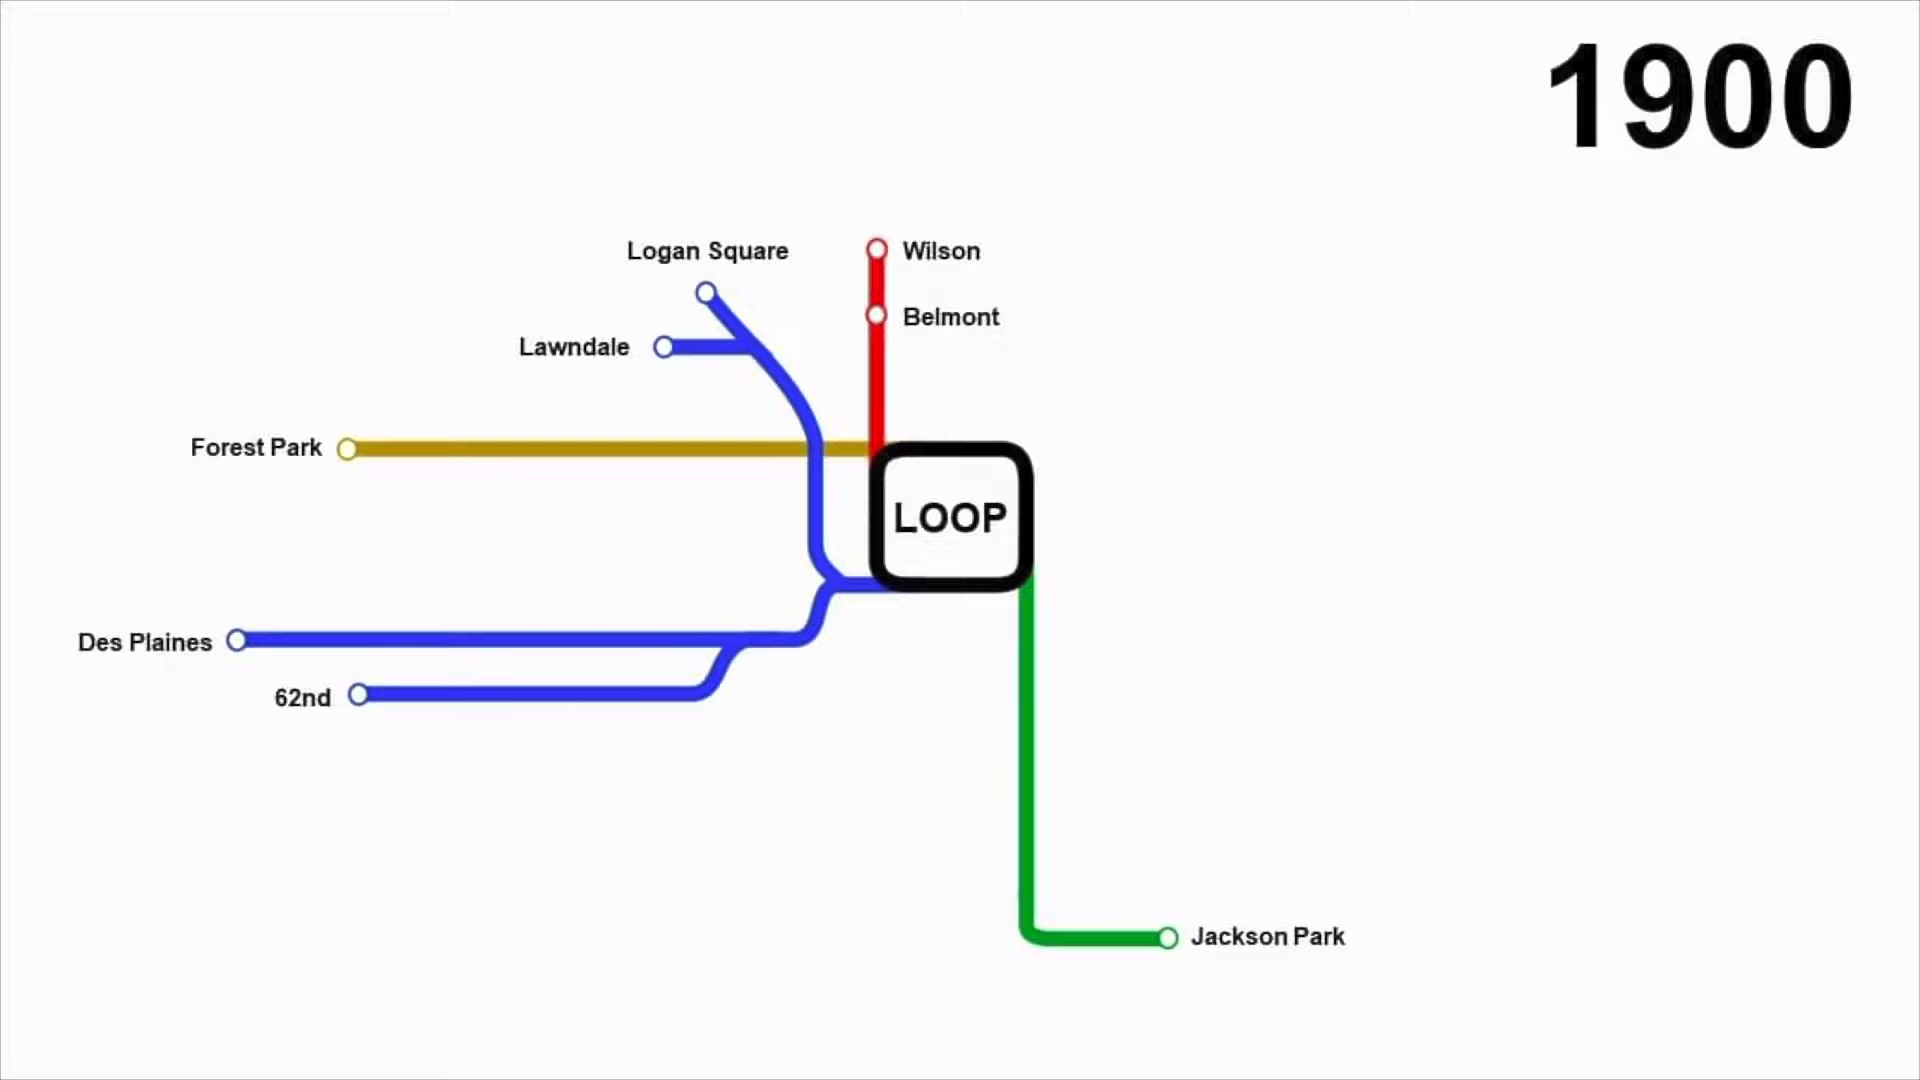 1900
Logan Square
Wilson
Belmont
Lawndale
Forest Park
LOOP
Des Plaines
62nd
Jackson Park